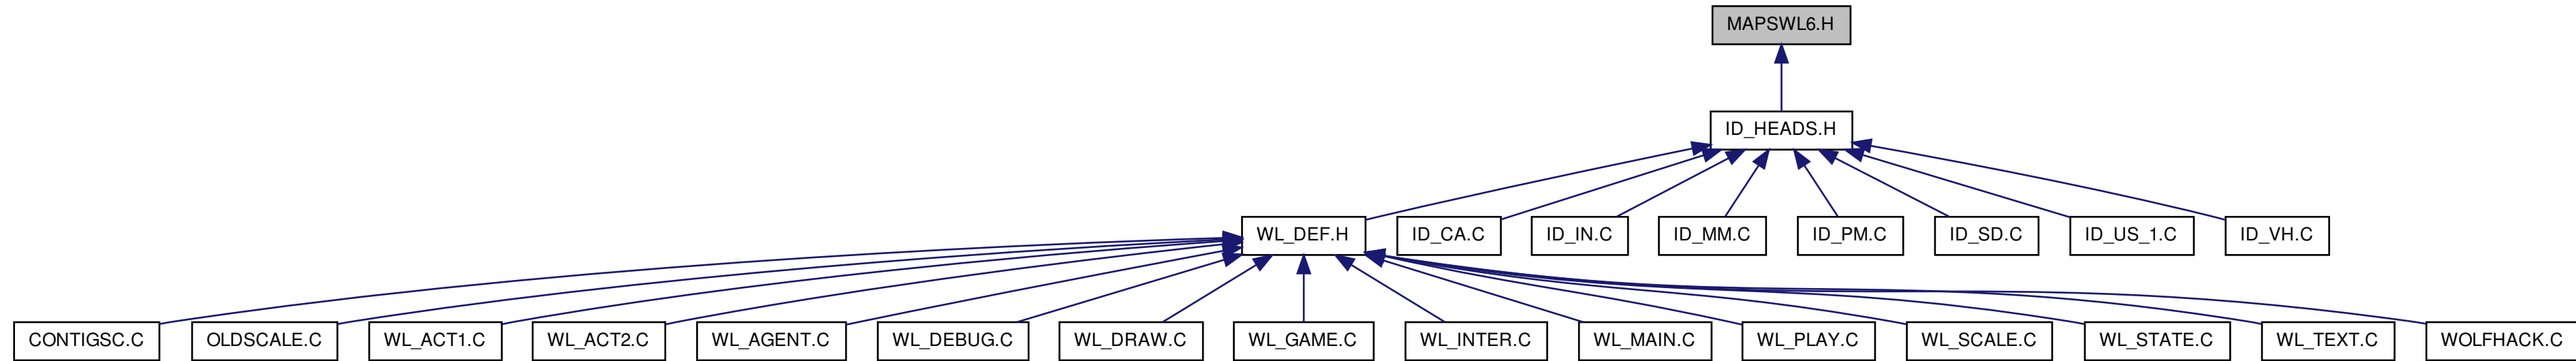 MAPSWL6.H
ID_HEADS.H
WL_DEF.H
ID_CA.C
ID_IN.C
ID_MM.C
ID_PM.C
ID_SD.C
ID_US_1.C
ID_VH.C
CONTIGSC.C
OLDSCALE.C
WL_ACT1.C
WL_ACT2.C
WL_AGENT.C
WL_DEBUG.C
WL_DRAW.C
WL_GAME.C
WL_INTER.C
WL_MAIN.C
WL_PLAY.C
WL_SCALE.C
WL_STATE.C
WL_TEXT.C
WOLFHACK.C